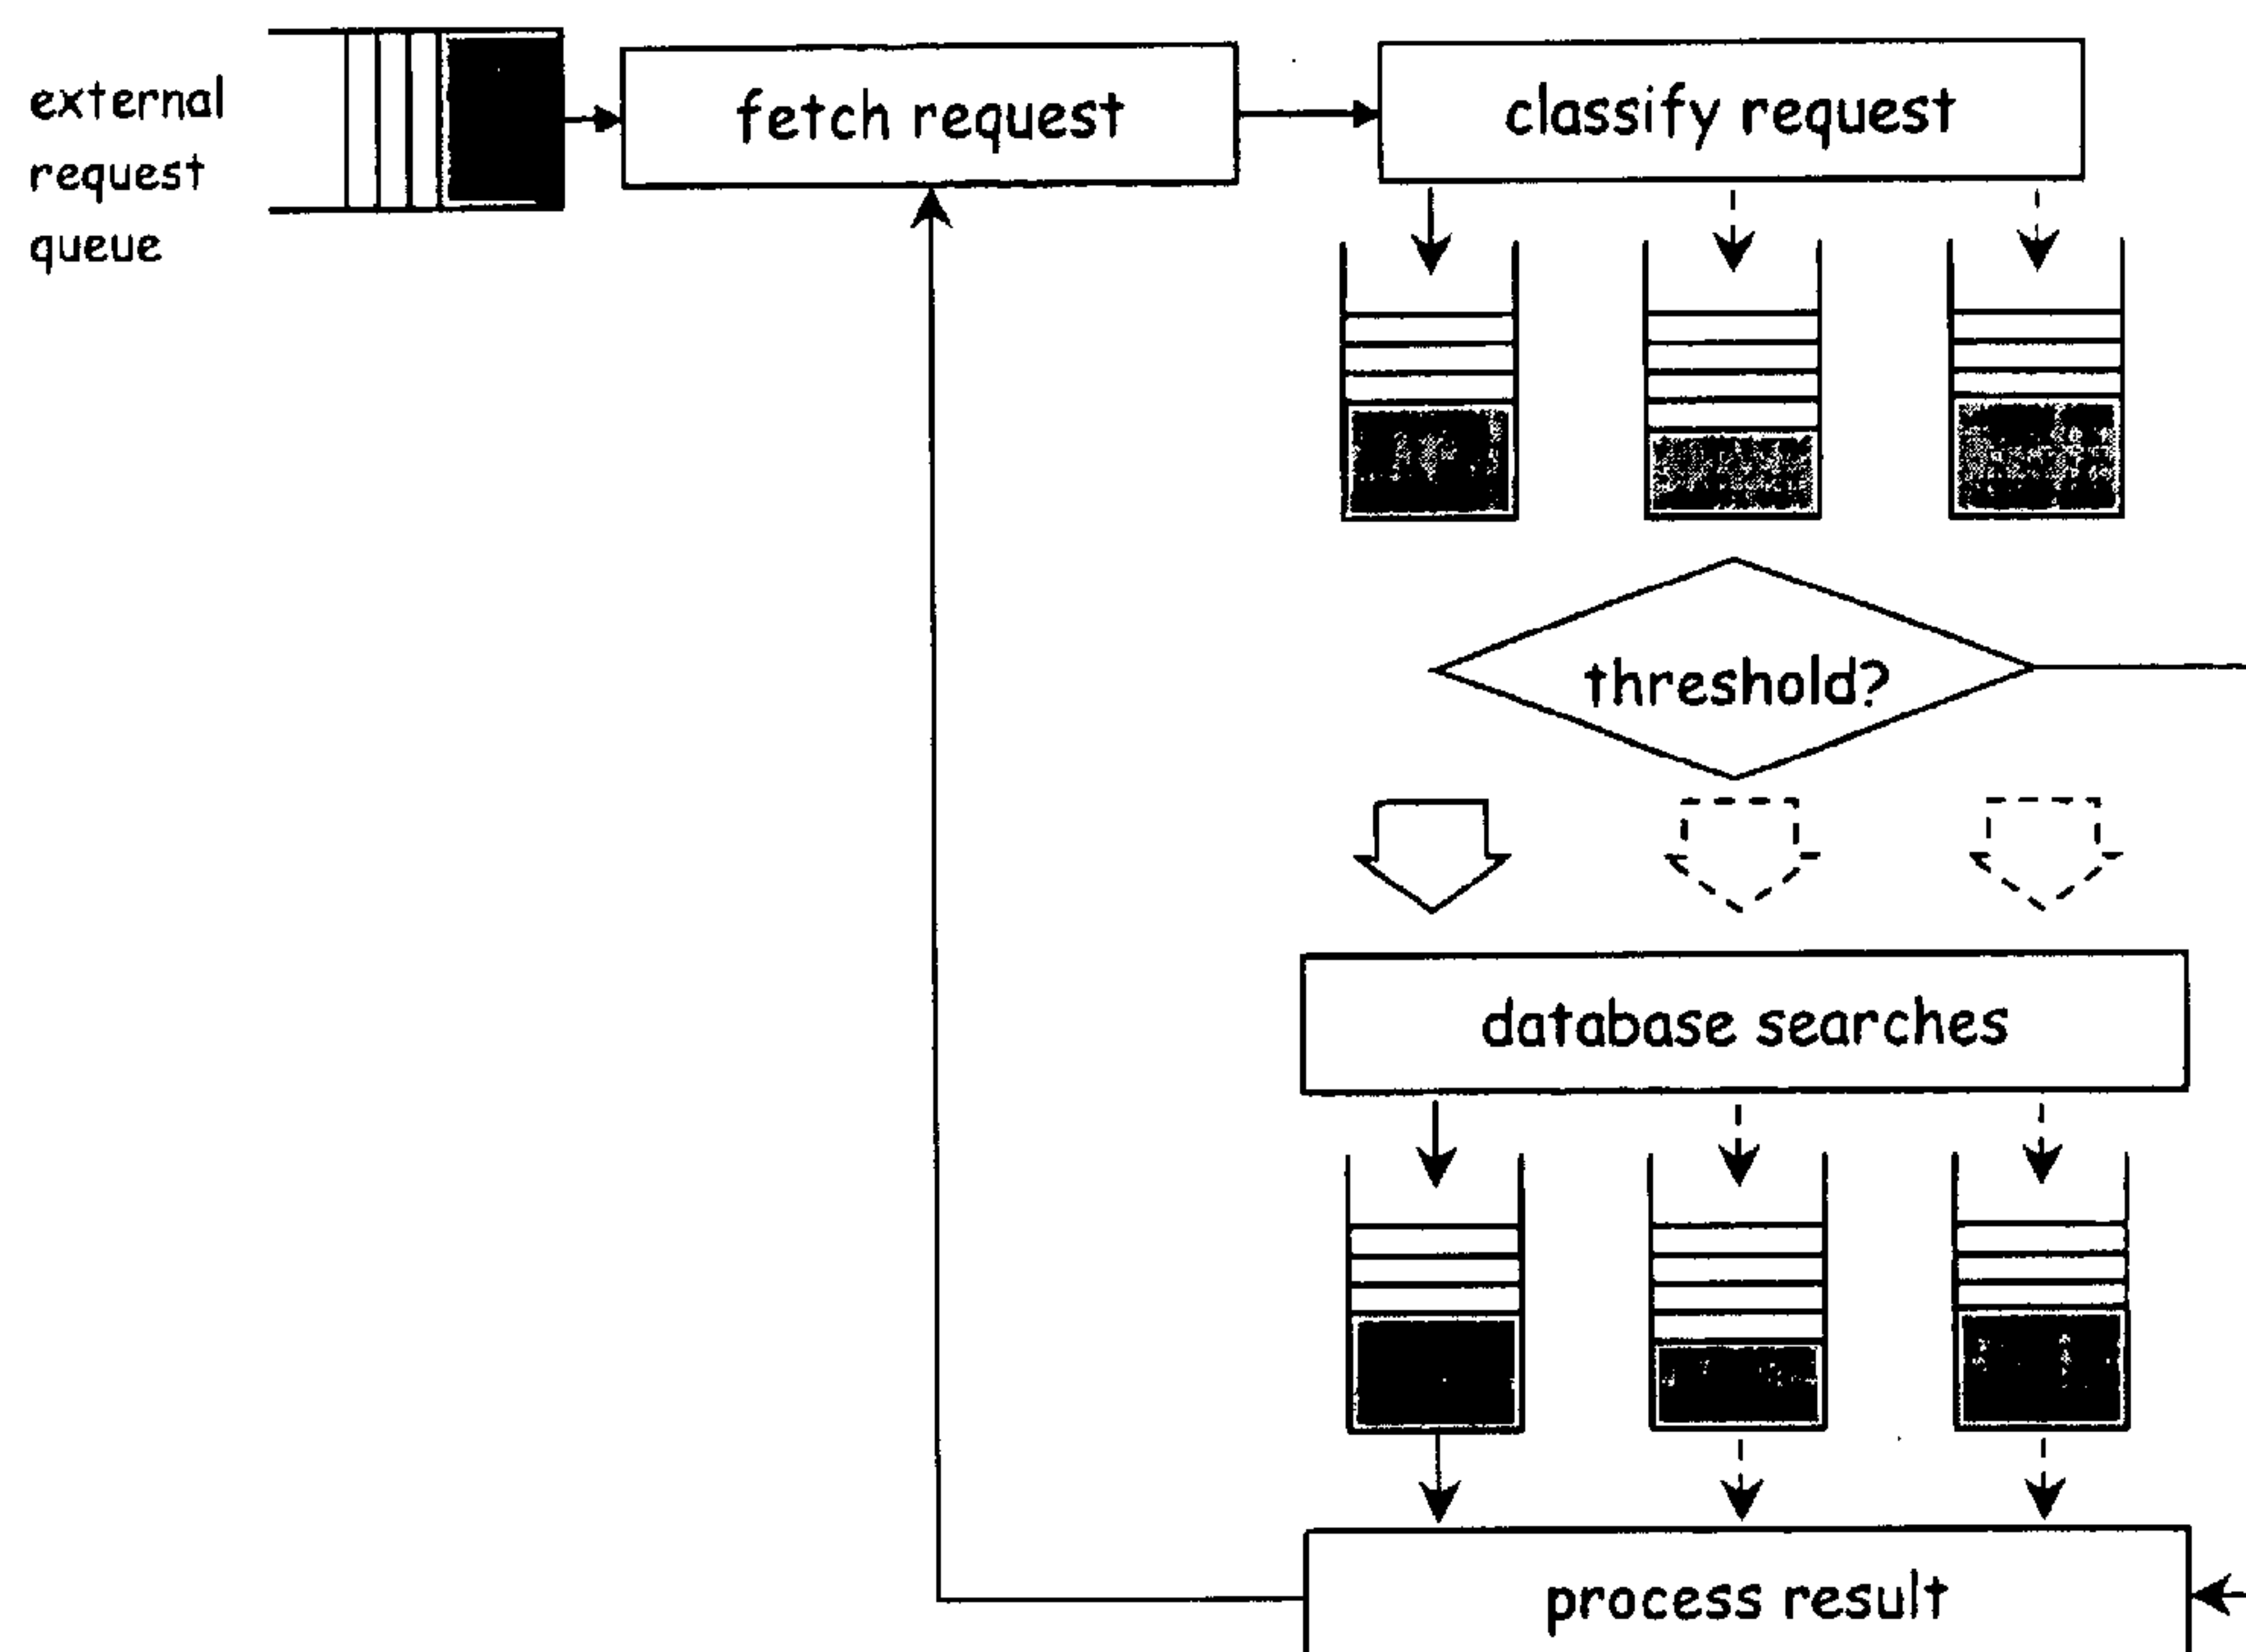 external
request
queue
fetch request
classify request
threshold?
database searches
process result